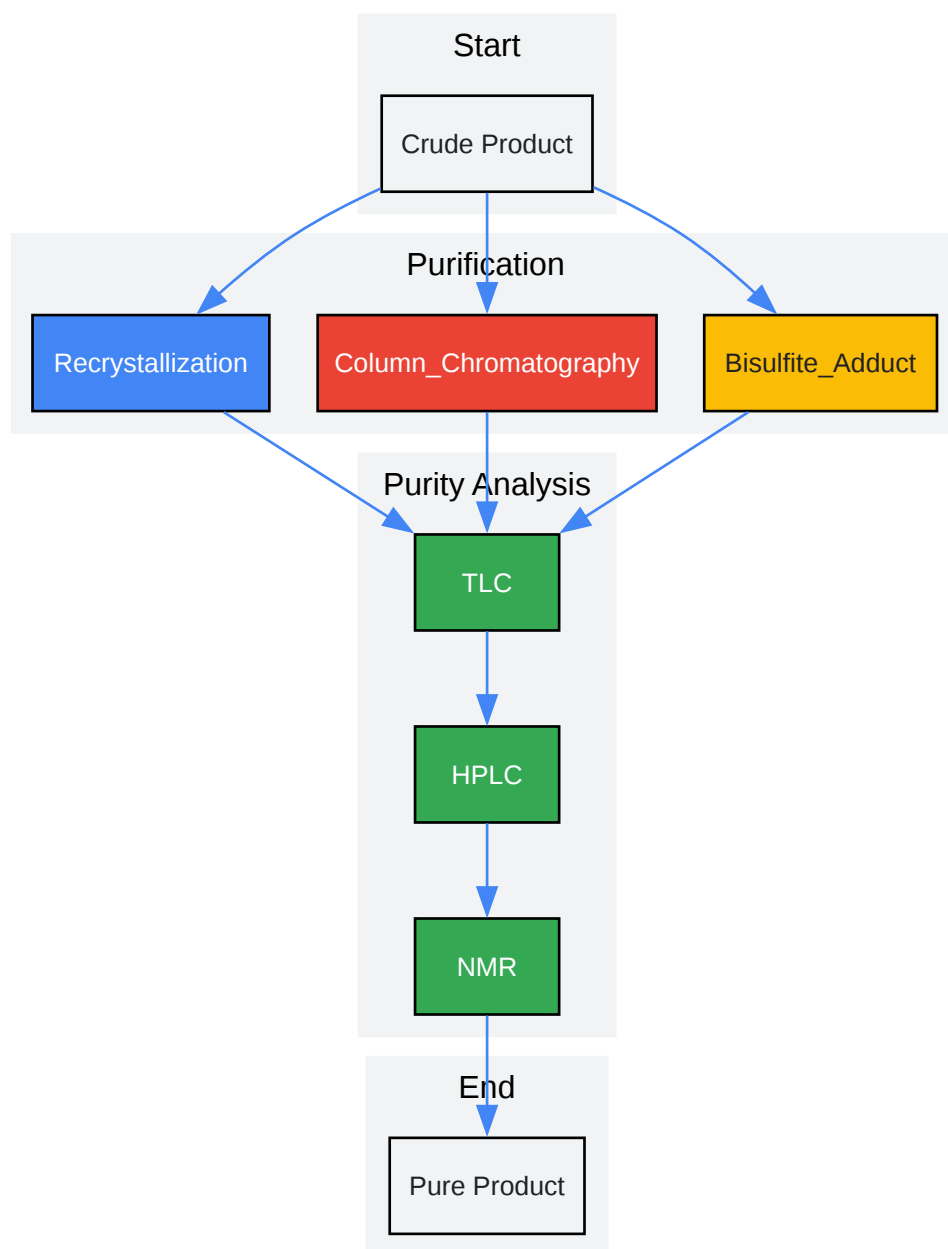 Start
Crude Product
Purification
Recrystallization
Column_Chromatography
Bisulfite_Adduct
Purity Analysis
TLC
HPLC
NMR
End
Pure Product